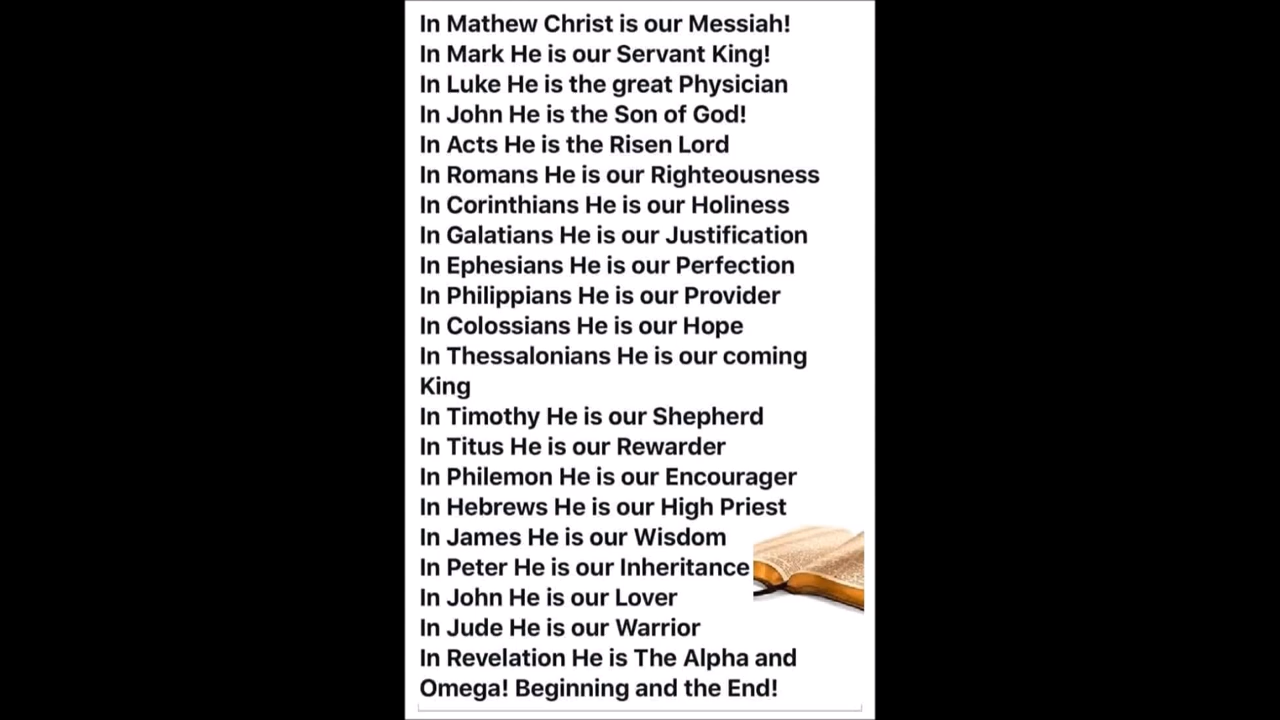 In Mathew Christ is our Messiah!
In Mark He is our Servant King!
In Luke He is the great Physician
In John He is the Son of God!
In Acts He is the Risen Lord
In Romans He is our Righteousness
In Corinthians He is our Holiness
In Galatians He is our Justification
In Ephesians He is our Perfection
In Philippians He is our Provider
In Colossians He is our Hope
In Thessalonians He is our coming
King
In Timothy He is our Shepherd
In Titus He is our Rewarder
In Philemon He is our Encourager
In Hebrews He is our High Priest
In James He is our Wisdom
In Peter He is our Inheritance
In John He is our Lover
In Jude He is our Warrior
In Revelation He is The Alpha and
Omega! Beginning and the End!